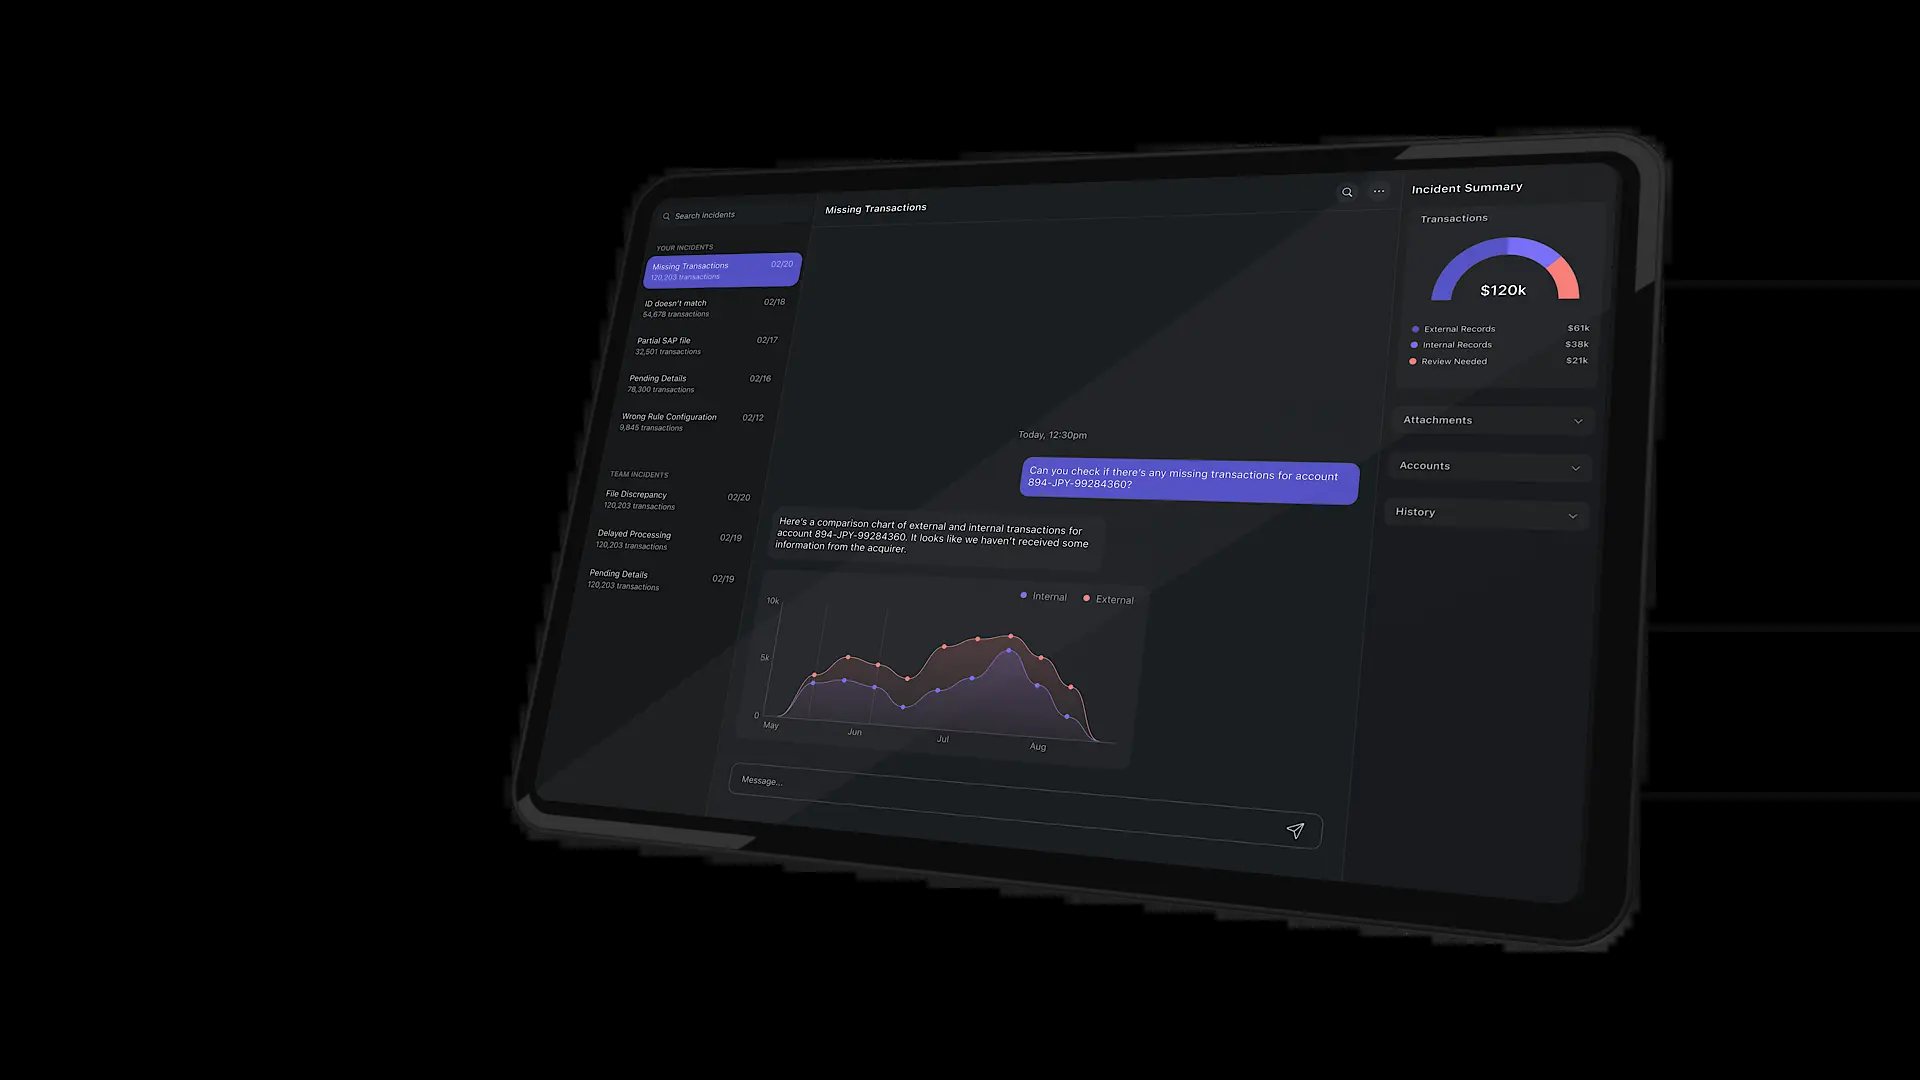 Search Incidents
YOUR INCIDENTS
Missing Transactions 02/20
120,203 transactions
ID doesn't match 02/18
54,678 transactions
Partial SAP file 02/17
32,501 transactions
Pending Details 02/16
78,300 transactions
Wrong Rule Configuration 02/12
9,845 transactions
TEAM INCIDENTS
File Discrepancy 02/20
120,203 transactions
Delayed Processing 02/19
120,203 transactions
Pending Details 02/19
120,203 transactions
Missing Transactions
Today, 12:30pm
Can you check if there's any missing transactions for account
894-JPY-99284360?
Here's a comparison chart of external and internal transactions for
account 894-JPY-99284360. It looks like we haven't received some
information from the acquirer.
Internal External
10k
5k
0
May Jun Jul Aug
Message...
Incident Summary
Transactions
$120k
External Records $61k
Internal Records $38k
Review Needed $21k
Attachments
Accounts
History